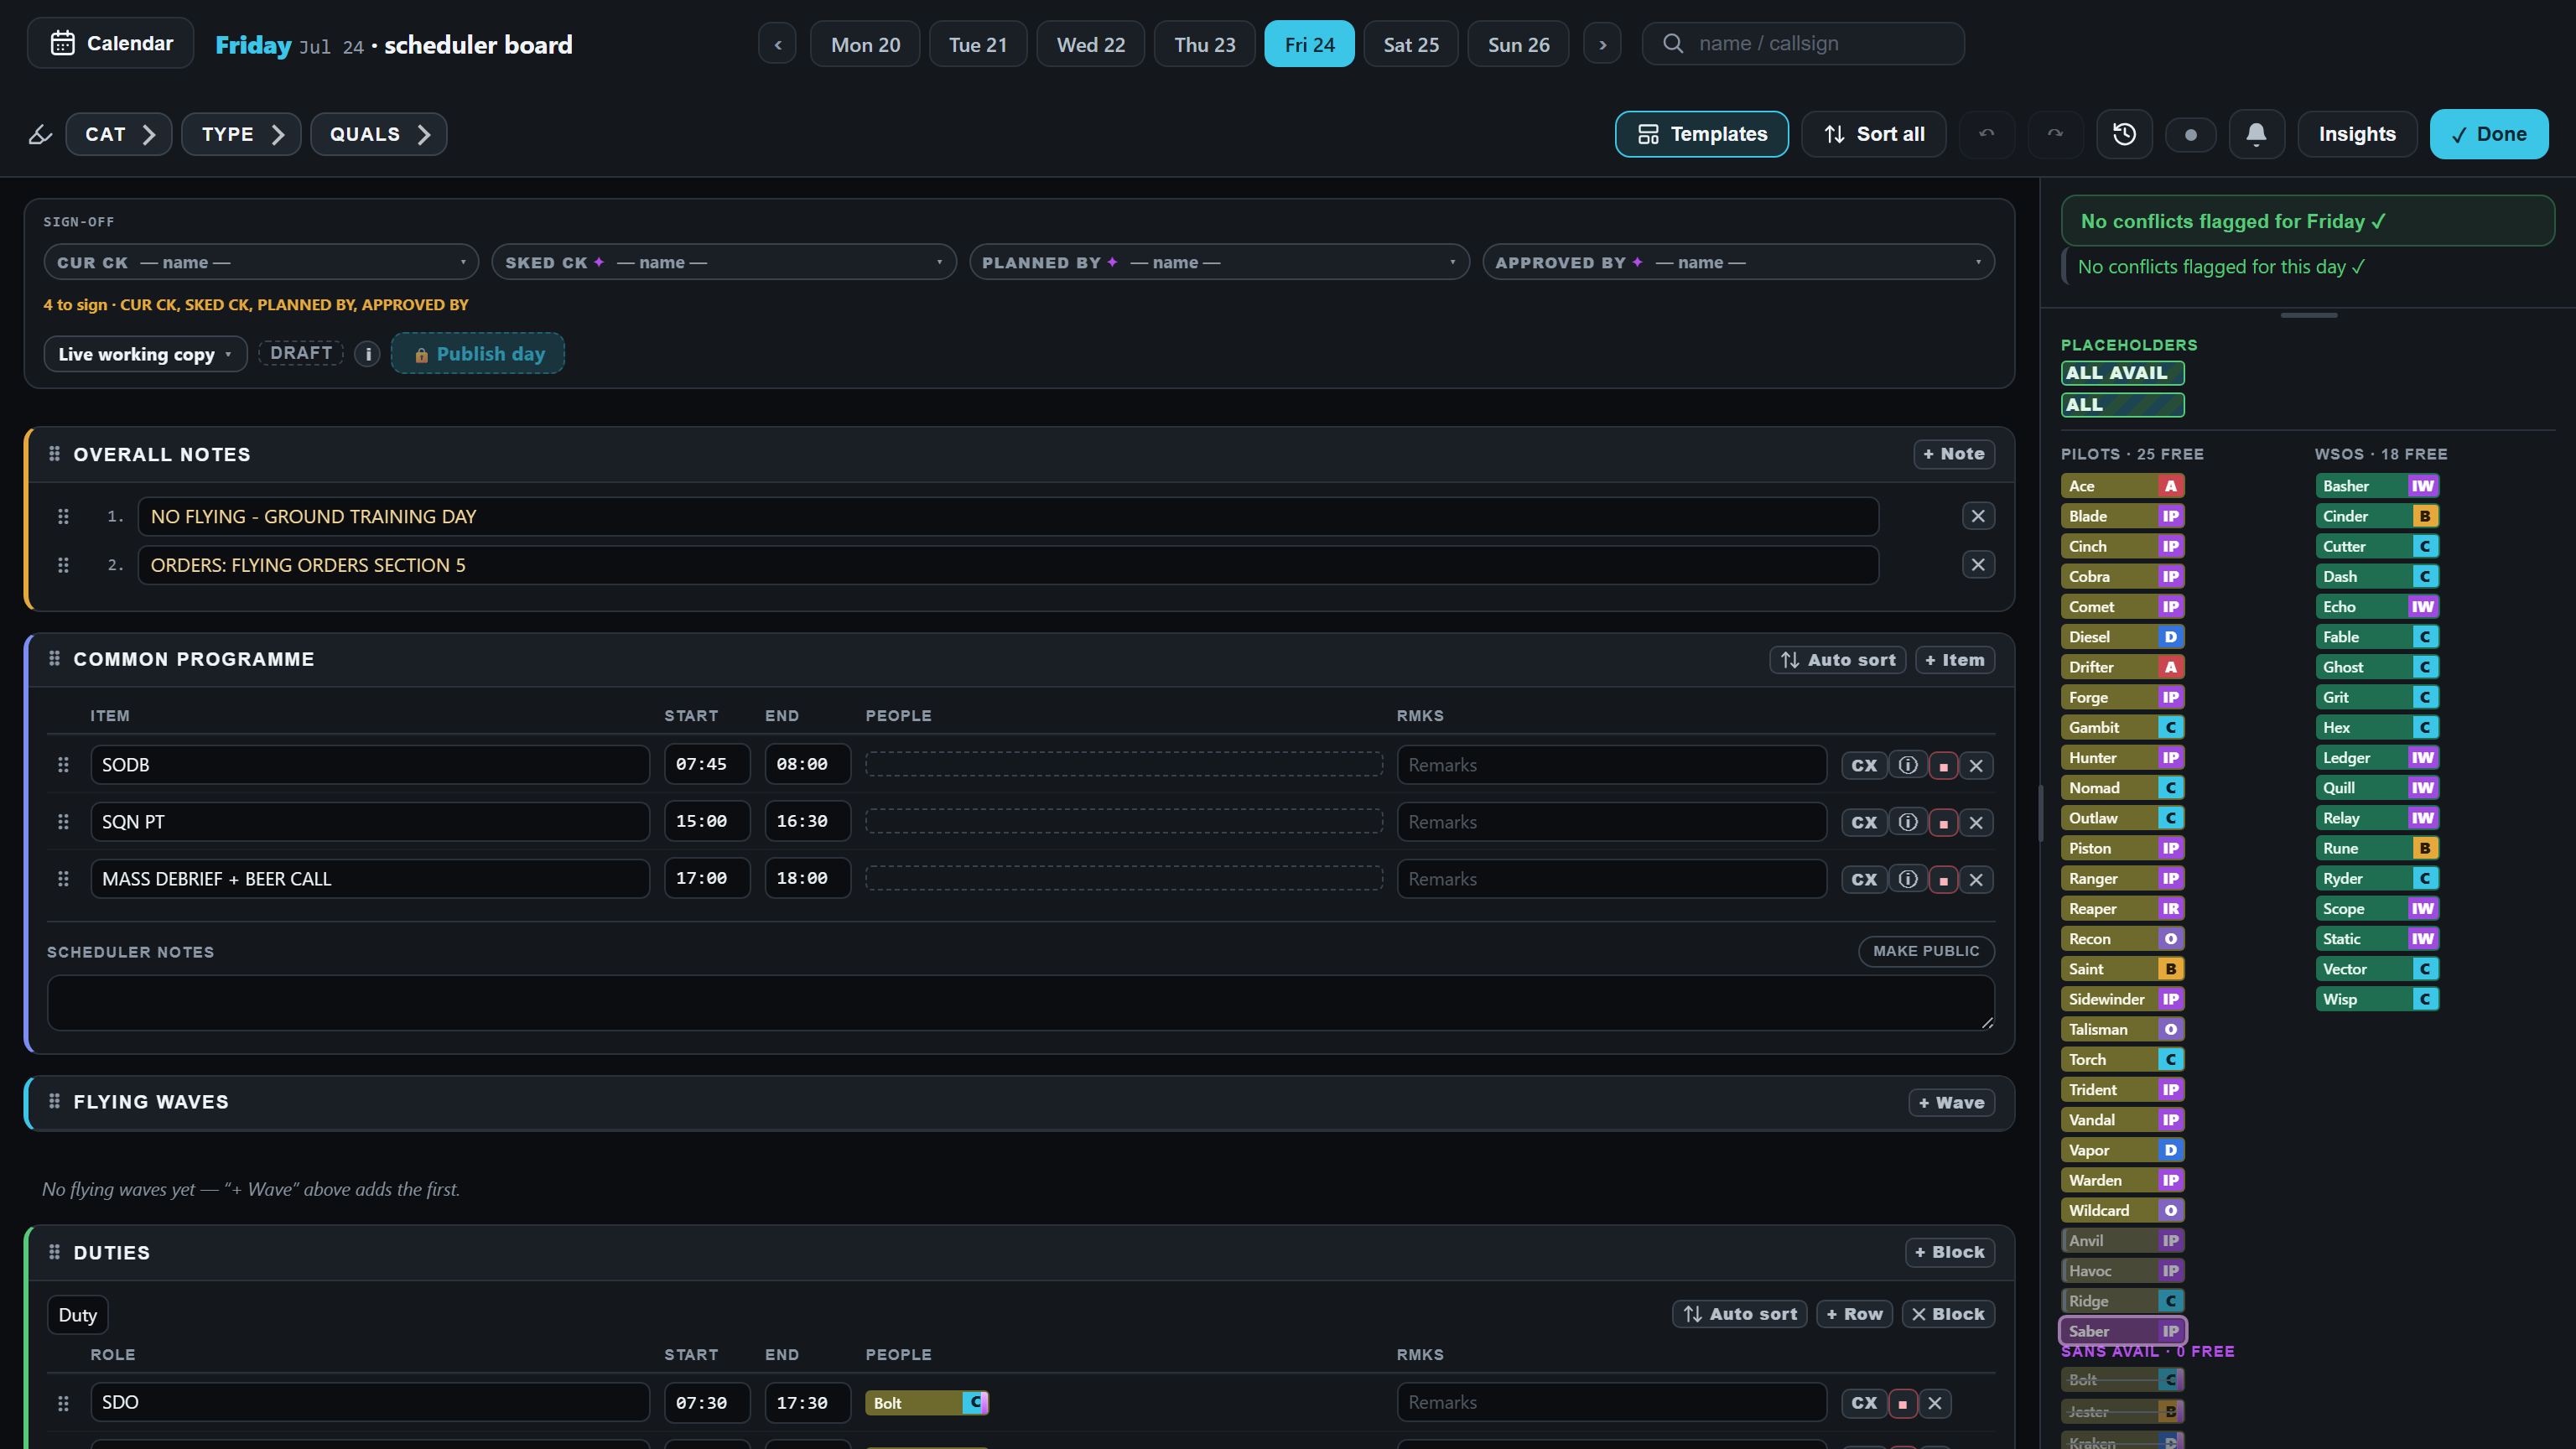 Calendar
Friday Jul 24 · scheduler board
‹ Mon 20 Tue 21 Wed 22 Thu 23 Fri 24 Sat 25 Sun 26 ›
name / callsign
CAT TYPE QUALS
Templates Sort all Insights ✓ Done
SIGN-OFF
CUR CK — name —
SKED CK ✦ — name —
PLANNED BY ✦ — name —
APPROVED BY ✦ — name —
4 to sign · CUR CK, SKED CK, PLANNED BY, APPROVED BY
Live working copy DRAFT i Publish day
OVERALL NOTES + Note
1. NO FLYING - GROUND TRAINING DAY
2. ORDERS: FLYING ORDERS SECTION 5
COMMON PROGRAMME Auto sort + Item
ITEM START END PEOPLE RMKS
SODB 07:45 08:00 Remarks CX
SQN PT 15:00 16:30 Remarks CX
MASS DEBRIEF + BEER CALL 17:00 18:00 Remarks CX
SCHEDULER NOTES MAKE PUBLIC
FLYING WAVES + Wave
No flying waves yet — “+ Wave” above adds the first.
DUTIES + Block
Duty Auto sort + Row ✕ Block
ROLE START END PEOPLE RMKS
SDO 07:30 17:30 Bolt C Remarks CX
No conflicts flagged for Friday ✓
No conflicts flagged for this day ✓
PLACEHOLDERS
ALL AVAIL
ALL
PILOTS · 25 FREE
Ace A
Blade IP
Cinch IP
Cobra IP
Comet IP
Diesel D
Drifter A
Forge IP
Gambit C
Hunter IP
Nomad C
Outlaw C
Piston IP
Ranger IP
Reaper IR
Recon O
Saint B
Sidewinder IP
Talisman O
Torch C
Trident IP
Vandal IP
Vapor D
Warden IP
Wildcard O
Anvil IP
Havoc IP
Ridge C
Saber IP
SANS AVAIL · 0 FREE
Bolt C
Jester B
Kraken D
WSOS · 18 FREE
Basher IW
Cinder B
Cutter C
Dash C
Echo IW
Fable C
Ghost C
Grit C
Hex C
Ledger IW
Quill IW
Relay IW
Rune B
Ryder C
Scope IW
Static IW
Vector C
Wisp C